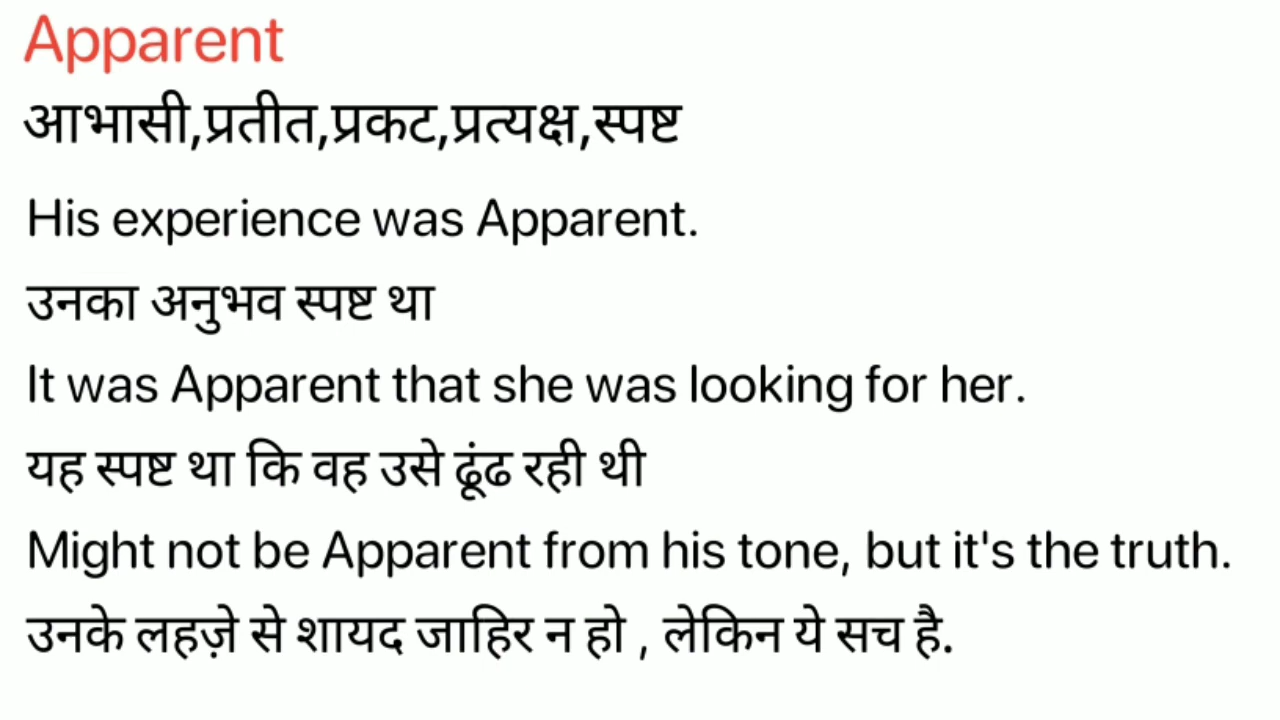 Apparent
आभासी,प्रतीत,प्रकट,प्रत्यक्ष,स्पष्ट
His experience was Apparent.
उनका अनुभव स्पष्ट था
It was Apparent that she was looking for her.
यह स्पष्ट था कि वह उसे ढूंढ रही थी
Might not be Apparent from his tone, but it's the truth.
उनके लहज़े से शायद जाहिर न हो , लेकिन ये सच है.